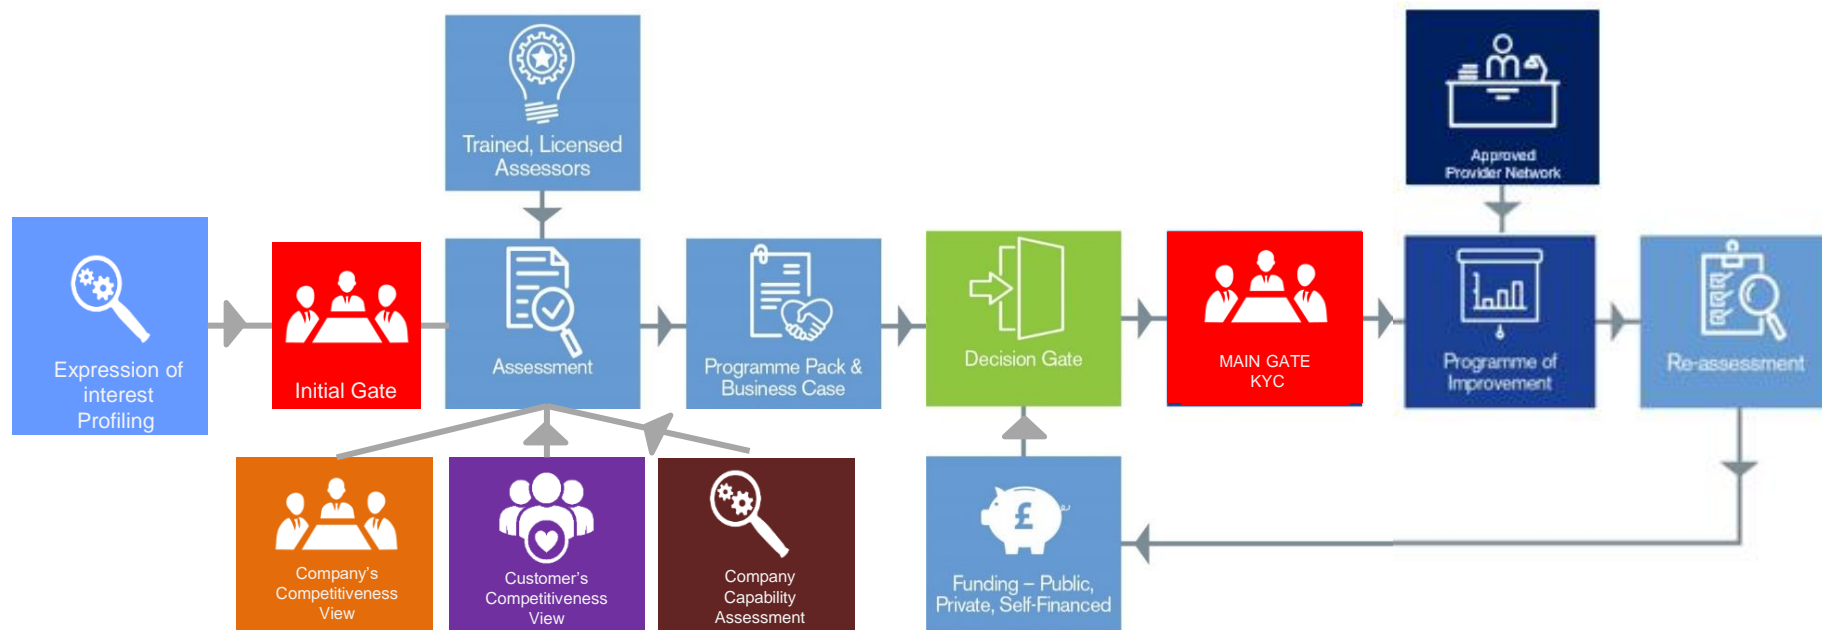 Trained, Licensed
Assessors
Approved
Provider Network
Expression of
interest
Profiling
Initial Gate
Assessment
Programme Pack &
Business Case
Decision Gate
MAIN GATE
KYC
Programme of
Improvement
Re-assessment
Company's
Competitiveness
View
Customer's
Competitiveness
View
Company
Capability
Assessment
£
Funding – Public,
Private, Self-Financed